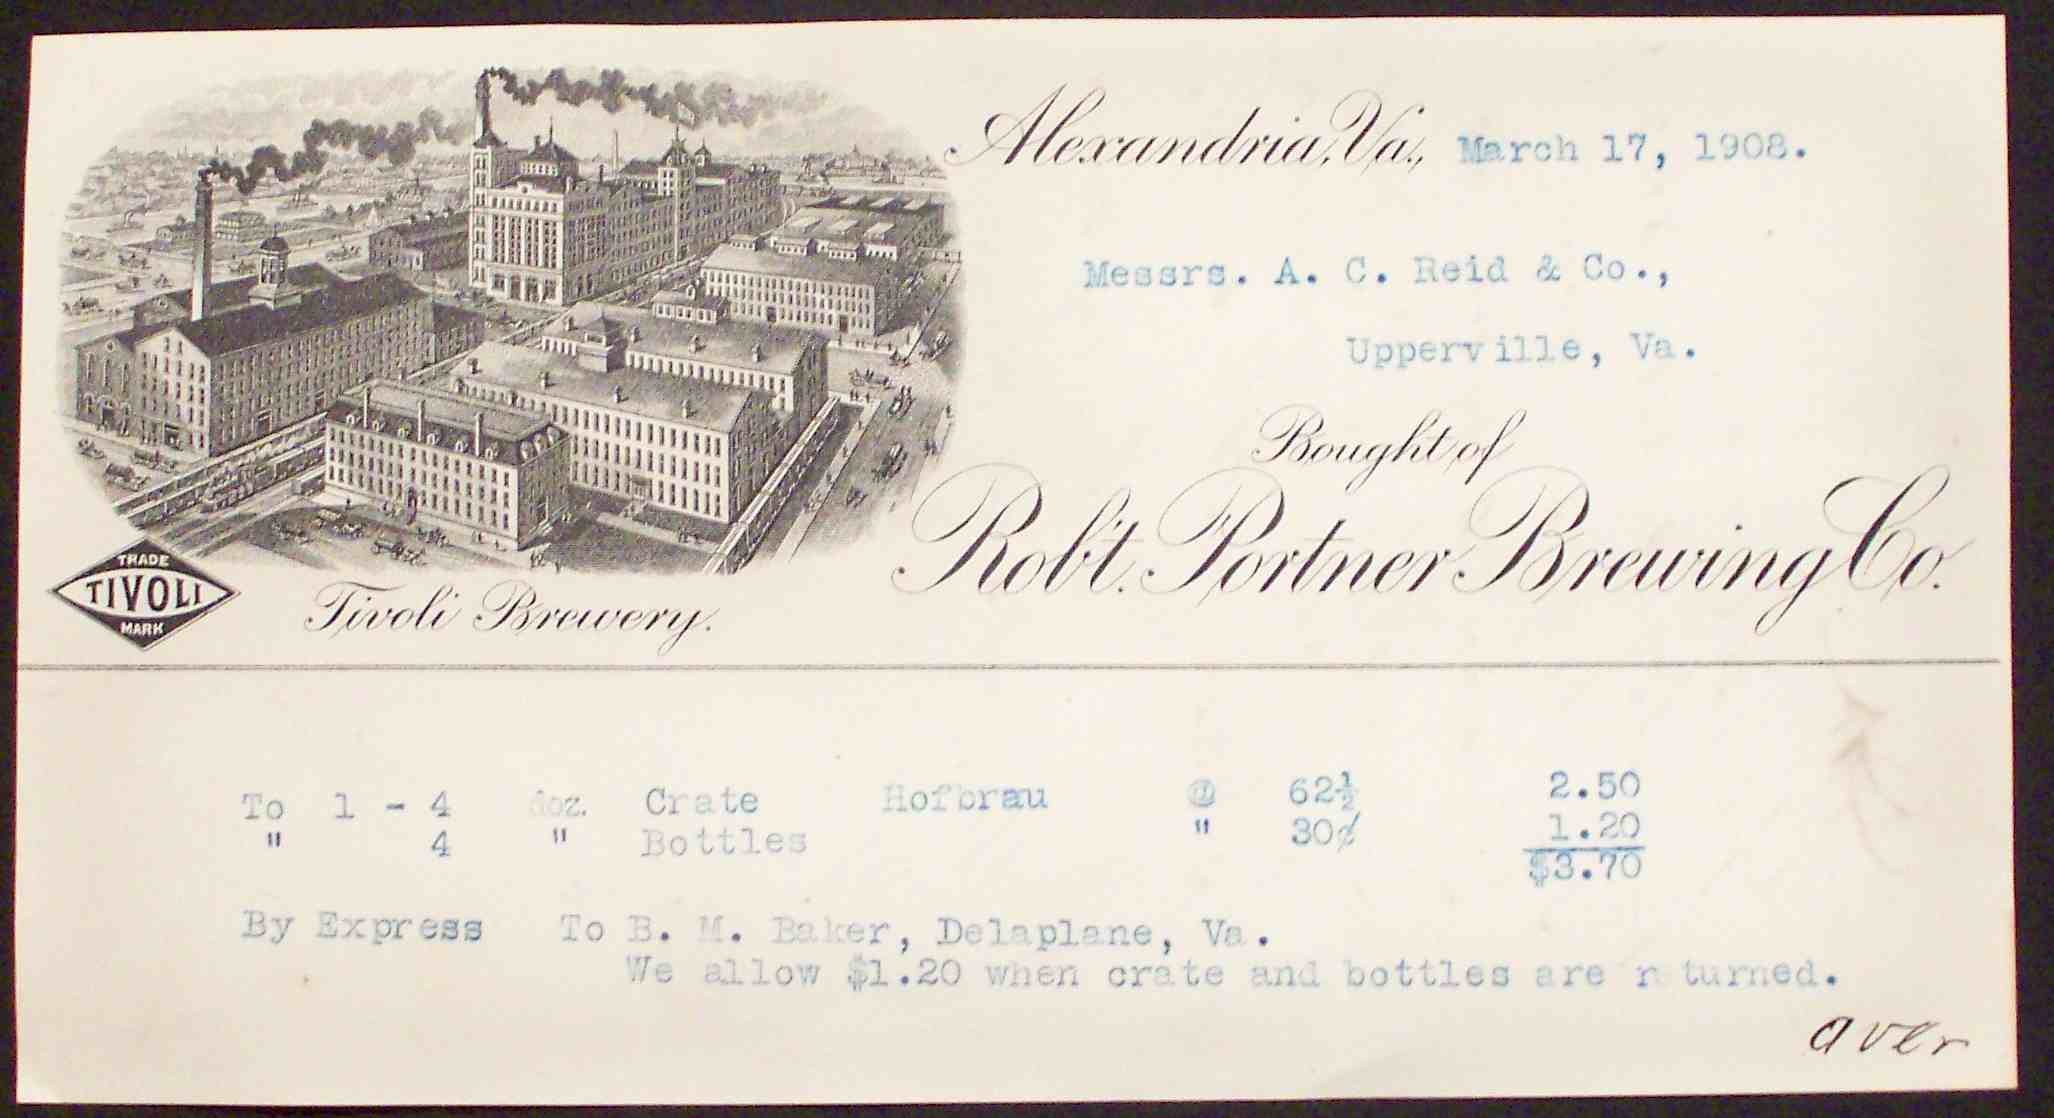 Alexandria, Va., March 17, 1908.
Messrs. A. C. Reid & Co.,
Upperville, Va.
Bought of
Rob't. Portner Brewing Co.
TRADE
TIVOLI
MARK
Tivoli Brewery.
To 1 - 4 doz. Crate Hofbrau @ 62½ 2.50
" 4 " Bottles " 30¢ 1.20
$3.70
By Express To B. M. Baker, Delaplane, Va.
We allow $1.20 when crate and bottles are r turned.
over